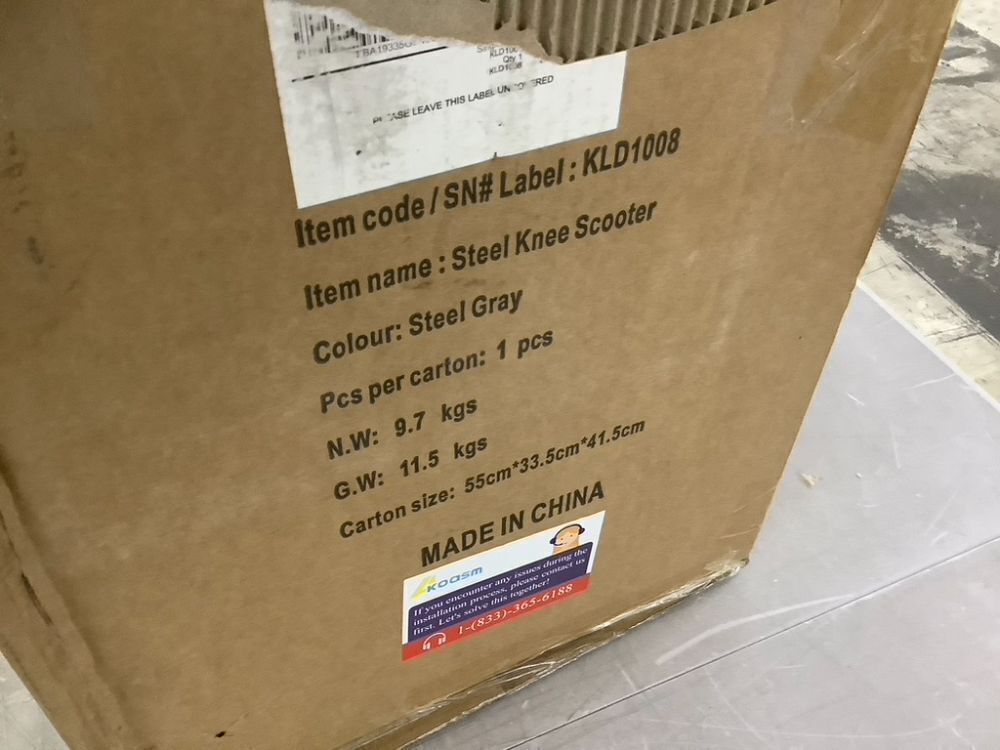 Qty 1
PLEASE LEAVE THIS LABEL UNCOVERED
Item code / SN# Label : KLD1008
Item name : Steel Knee Scooter
Colour: Steel Gray
Pcs per carton: 1 pcs
N.W: 9.7 kgs
G.W: 11.5 kgs
Carton size: 55cm*33.5cm*41.5cm
MADE IN CHINA
KOASM
If you encounter any issues during the
installation process, please contact us
first. Let's solve this together!
1-(833)-365-6188